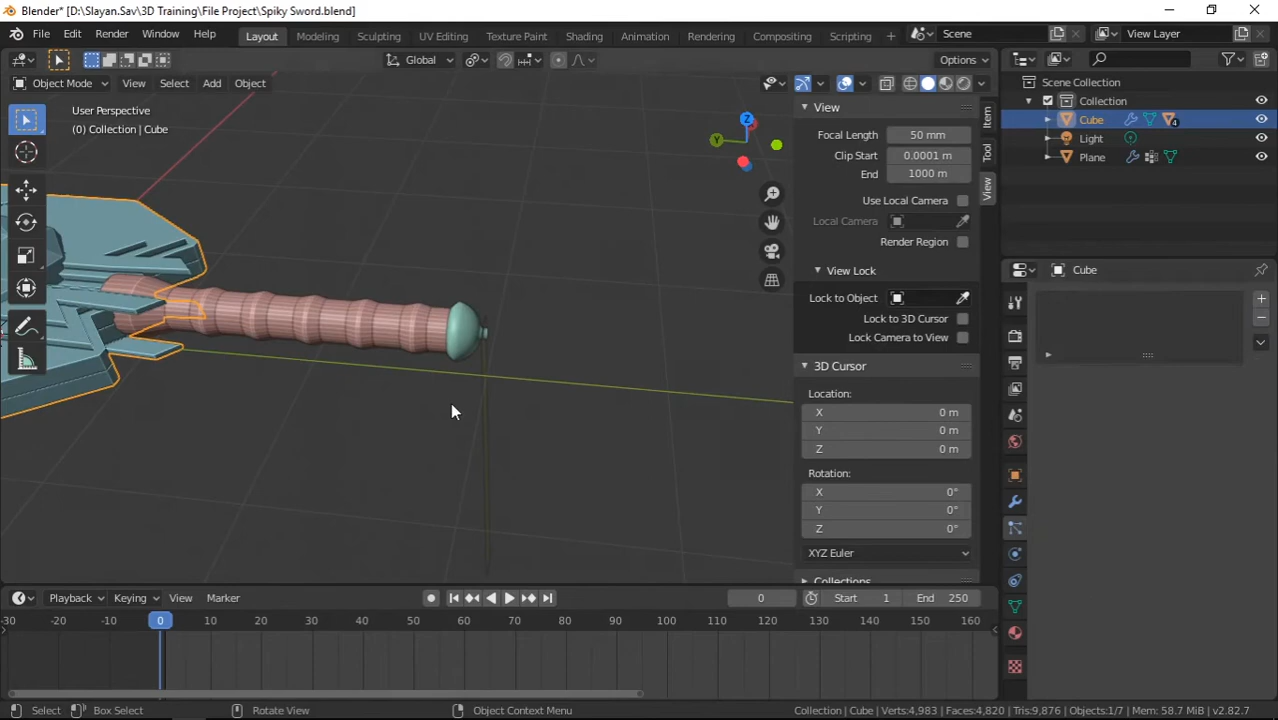 Blender* [D:\Slayan.Sav\3D Training\File Project\Spiky Sword.blend]
File Edit Render Window Help Layout Modeling Sculpting UV Editing Texture Paint Shading Animation Rendering Compositing Scripting + Scene View Layer
Global Options
Object Mode View Select Add Object
User Perspective
(0) Collection | Cube
Z
Y
View
Focal Length 50 mm
Clip Start 0.0001 m
End 1000 m
Use Local Camera
Local Camera
Render Region
View Lock
Lock to Object
Lock to 3D Cursor
Lock Camera to View
3D Cursor
Location:
X 0 m
Y 0 m
Z 0 m
Rotation:
X 0°
Y 0°
Z 0°
XYZ Euler
Collections
Item
Tool
View
Scene Collection
Collection
Cube 4
Light
Plane
Cube
Playback Keying View Marker 0 Start 1 End 250
-30 -20 -10 0 10 20 30 40 50 60 70 80 90 100 110 120 130 140 150 160
Select Box Select Rotate View Object Context Menu Collection | Cube | Verts:4,983 | Faces:4,820 | Tris:9,876 | Objects:1/7 | Mem: 58.7 MiB | v2.82.7